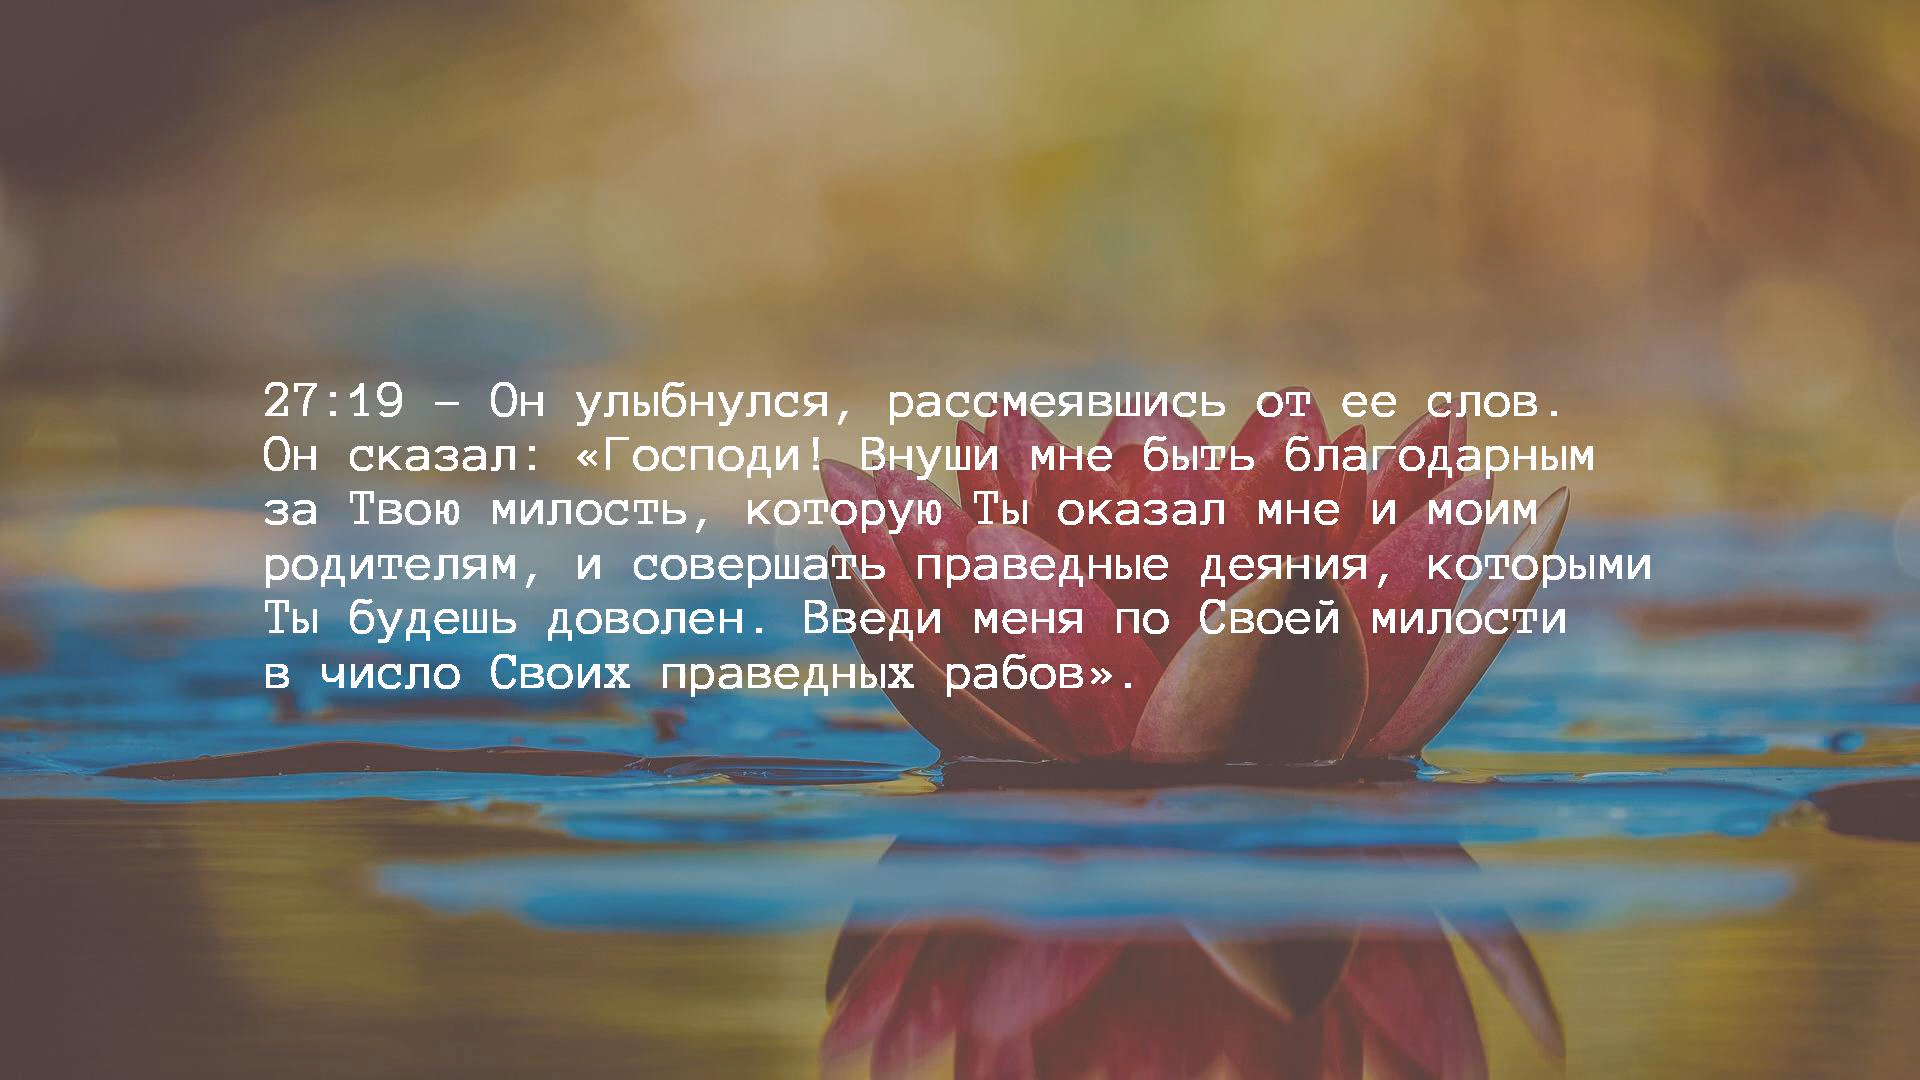 27:19 – Он улыбнулся, рассмеявшись от ее слов.
Он сказал: «Господи! Внуши мне быть благодарным
за Твою милость, которую Ты оказал мне и моим
родителям, и совершать праведные деяния, которыми
Ты будешь доволен. Введи меня по Своей милости
в число Своих праведных рабов».